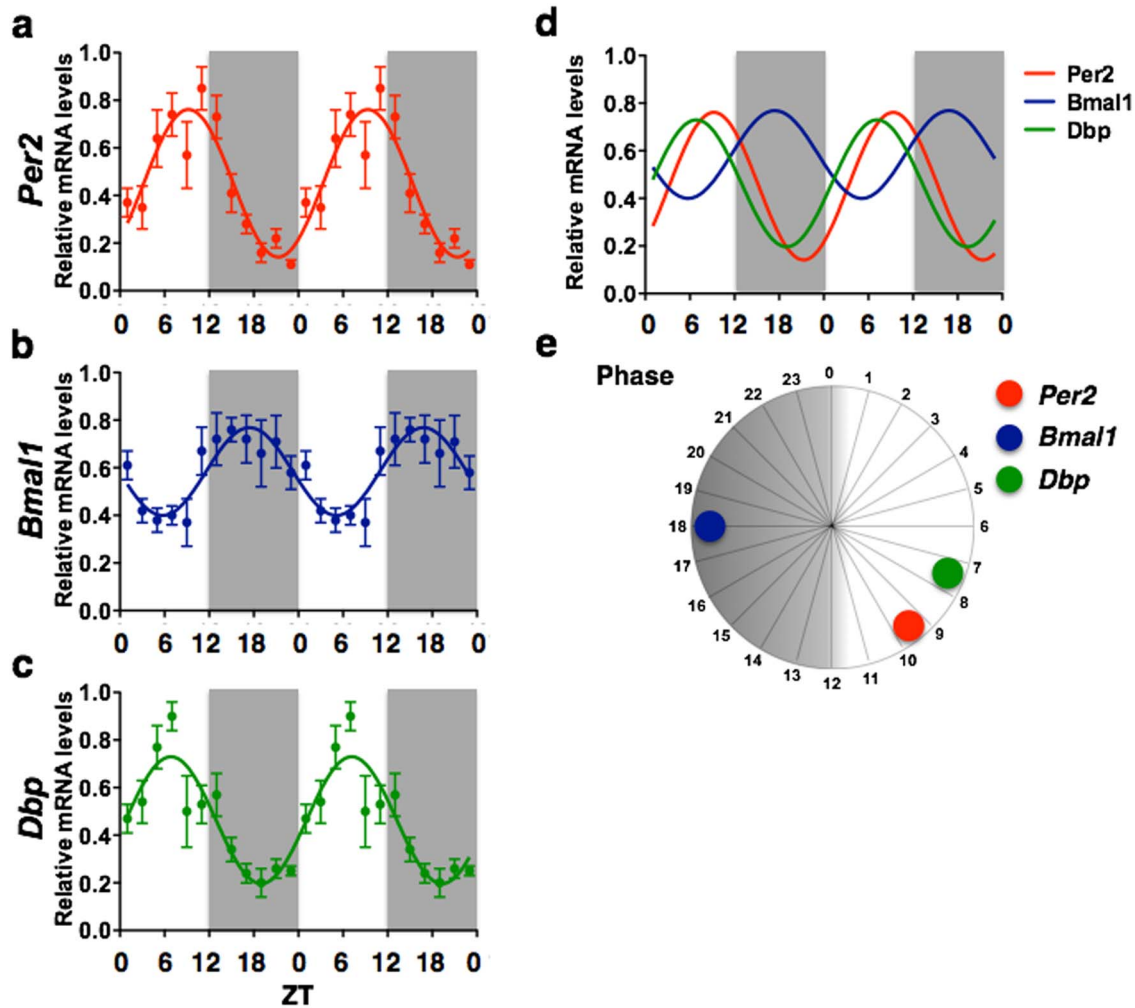 a
Per2
Relative mRNA levels
1.0
0.8
0.6
0.4
0.2
0.0
0 6 12 18 0 6 12 18 0
b
Bmal1
Relative mRNA levels
1.0
0.8
0.6
0.4
0.2
0.0
0 6 12 18 0 6 12 18 0
c
Dbp
Relative mRNA levels
1.0
0.8
0.6
0.4
0.2
0.0
0 6 12 18 0 6 12 18 0
ZT
d
Relative mRNA levels
1.0
0.8
0.6
0.4
0.2
0.0
0 6 12 18 0 6 12 18 0
Per2
Bmal1
Dbp
e
Phase
0
1
2
3
4
5
6
7
8
9
10
11
12
13
14
15
16
17
18
19
20
21
22
23
Per2
Bmal1
Dbp